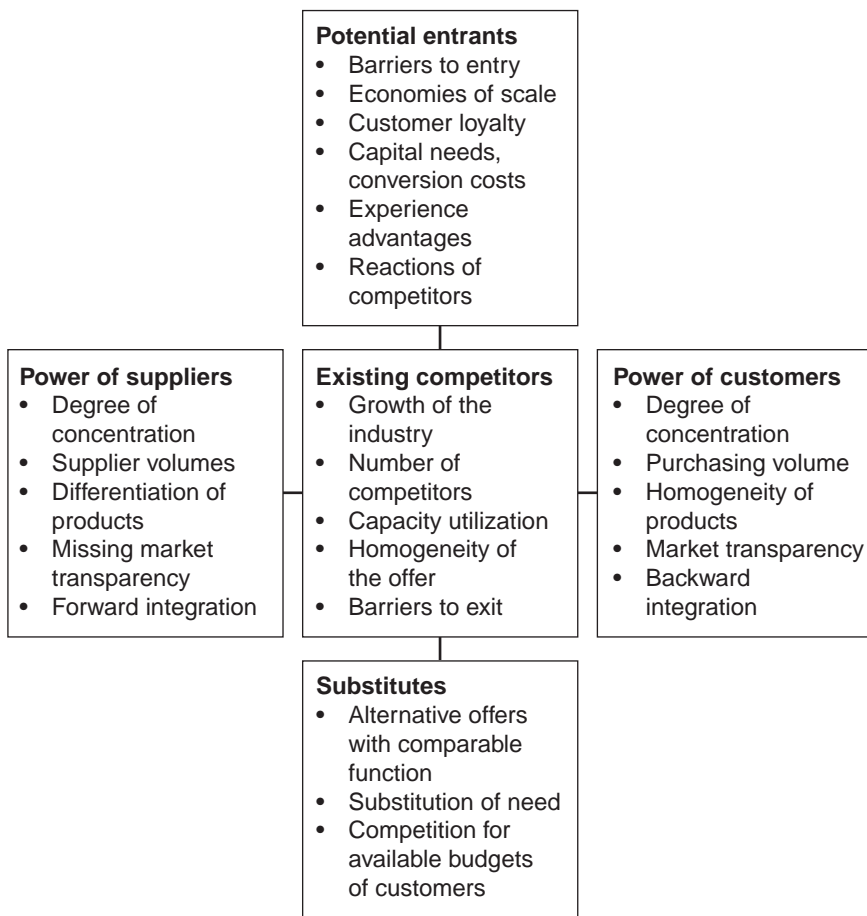 Potential entrants
• Barriers to entry
• Economies of scale
• Customer loyalty
• Capital needs,
conversion costs
• Experience
advantages
• Reactions of
competitors
Power of suppliers
• Degree of
concentration
• Supplier volumes
• Differentiation of
products
• Missing market
transparency
• Forward integration
Existing competitors
• Growth of the
industry
• Number of
competitors
• Capacity utilization
• Homogeneity of
the offer
• Barriers to exit
Power of customers
• Degree of
concentration
• Purchasing volume
• Homogeneity of
products
• Market transparency
• Backward
integration
Substitutes
• Alternative offers
with comparable
function
• Substitution of need
• Competition for
available budgets
of customers